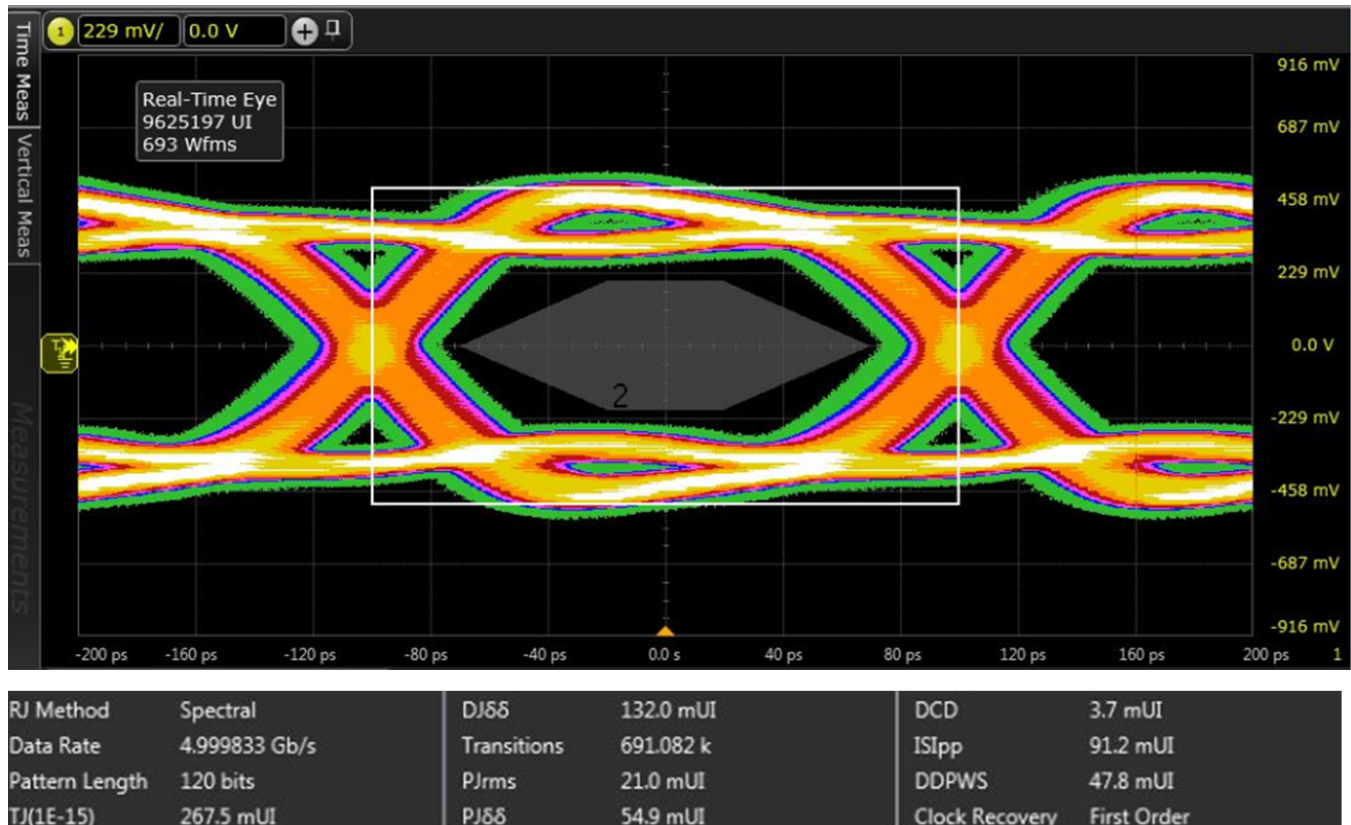 Time Meas
Vertical Meas
Measurements
1 229 mV/ 0.0 V +
Real-Time Eye
9625197 UI
693 Wfms
916 mV
687 mV
458 mV
229 mV
0.0 V
-229 mV
-458 mV
-687 mV
-916 mV
T
2
-200 ps -160 ps -120 ps -80 ps -40 ps 0.0 s 40 ps 80 ps 120 ps 160 ps 200 ps 1
RJ Method Spectral DJδδ 132.0 mUI DCD 3.7 mUI
Data Rate 4.999833 Gb/s Transitions 691.082 k ISIpp 91.2 mUI
Pattern Length 120 bits PJrms 21.0 mUI DDPWS 47.8 mUI
TJ(1E-15) 267.5 mUI PJδδ 54.9 mUI Clock Recovery First Order